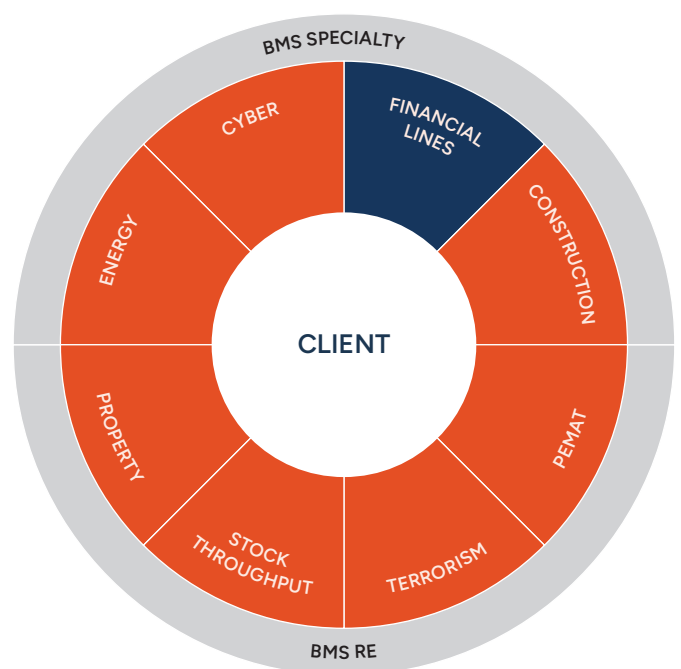 BMS SPECIALTY
CYBER
FINANCIAL
LINES
ENERGY
CONSTRUCTION
CLIENT
PROPERTY
PEMAT
STOCK
THROUGHPUT
TERRORISM
BMS RE